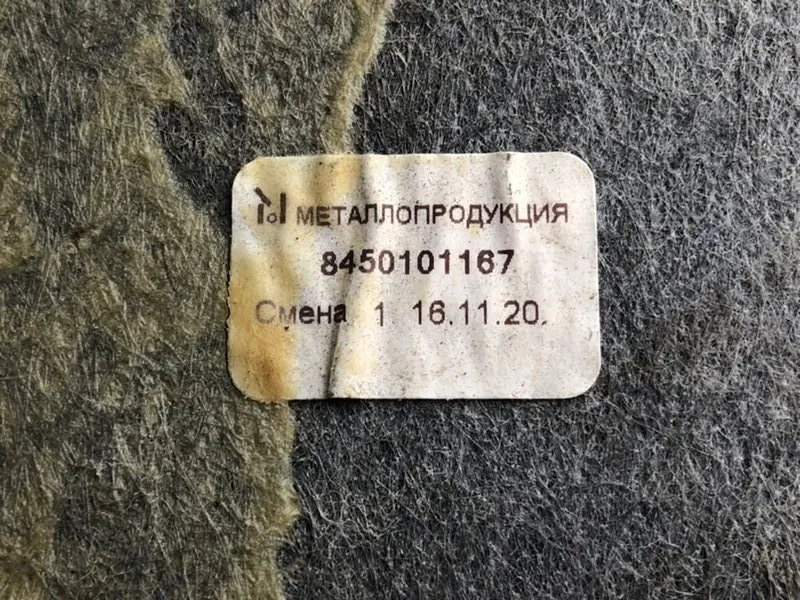 МЕТАЛЛОПРОДУКЦИЯ
8450101167
Смена 1 16.11.20.